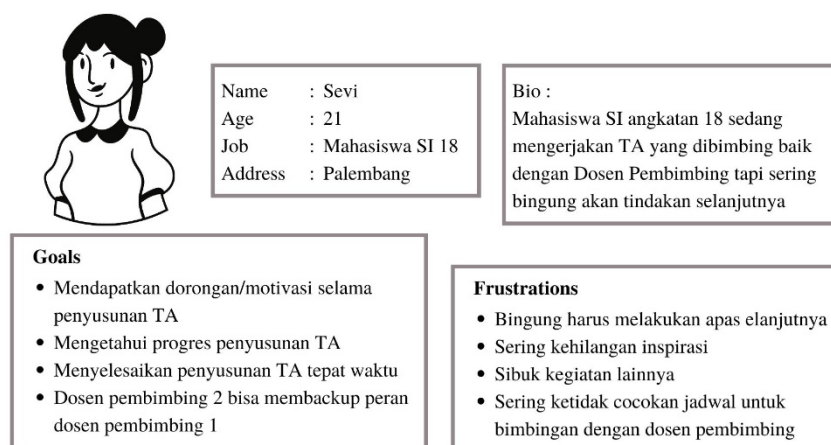 Name : Sevi
Age : 21
Job : Mahasiswa SI 18
Address : Palembang
Bio :
Mahasiswa SI angkatan 18 sedang
mengerjakan TA yang dibimbing baik
dengan Dosen Pembimbing tapi sering
bingung akan tindakan selanjutnya
Goals
• Mendapatkan dorongan/motivasi selama
penyusunan TA
• Mengetahui progres penyusunan TA
• Menyelesaikan penyusunan TA tepat waktu
• Dosen pembimbing 2 bisa membackup peran
dosen pembimbing 1
Frustrations
• Bingung harus melakukan apas elanjutnya
• Sering kehilangan inspirasi
• Sibuk kegiatan lainnya
• Sering ketidak cocokan jadwal untuk
bimbingan dengan dosen pembimbing